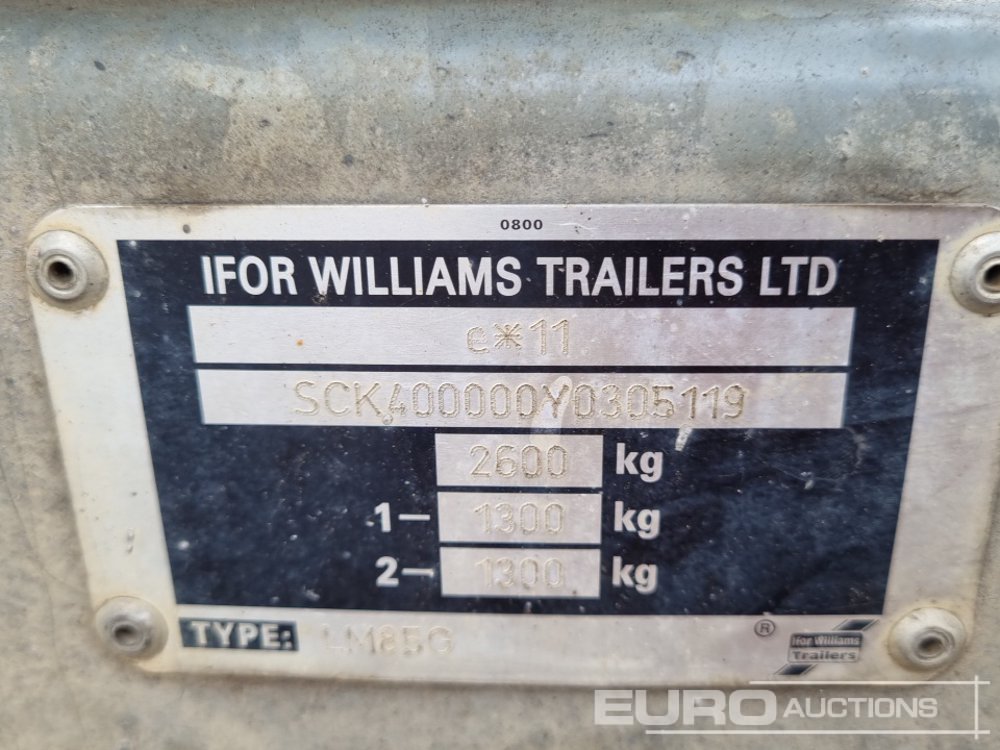 0800
IFOR WILLIAMS TRAILERS LTD
e*11
SCK400000Y0305119
2600 kg
1- 1300 kg
2- 1300 kg
TYPE: LM85G
®
Ifor Williams
Trailers
EURO AUCTIONS